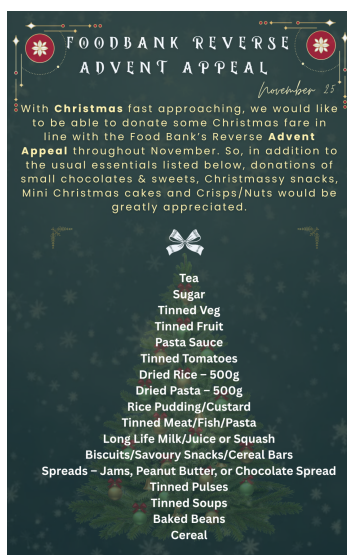 FOODBANK REVERSE
ADVENT APPEAL
November 25
With Christmas fast approaching, we would like
to be able to donate some Christmas fare in
line with the Food Bank's Reverse Advent
Appeal throughout November. So, in addition to
the usual essentials listed below, donations of
small chocolates & sweets, Christmassy snacks,
Mini Christmas cakes and Crisps/Nuts would be
greatly appreciated.
Tea
Sugar
Tinned Veg
Tinned Fruit
Pasta Sauce
Tinned Tomatoes
Dried Rice – 500g
Dried Pasta – 500g
Rice Pudding/Custard
Tinned Meat/Fish/Pasta
Long Life Milk/Juice or Squash
Biscuits/Savoury Snacks/Cereal Bars
Spreads – Jams, Peanut Butter, or Chocolate Spread
Tinned Pulses
Tinned Soups
Baked Beans
Cereal